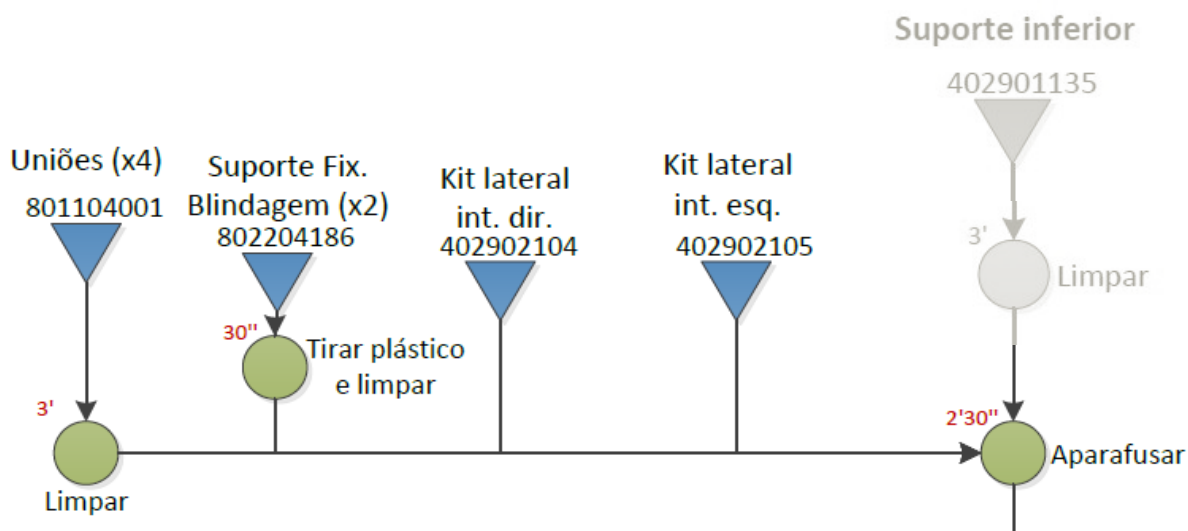 Suporte inferior
402901135
Uniões (x4)
801104001
Suporte Fix.
Blindagem (x2)
802204186
Kit lateral
int. dir.
402902104
Kit lateral
int. esq.
402902105
3'
Limpar
30"
Tirar plástico
e limpar
3'
Limpar
2'30"
Aparafusar